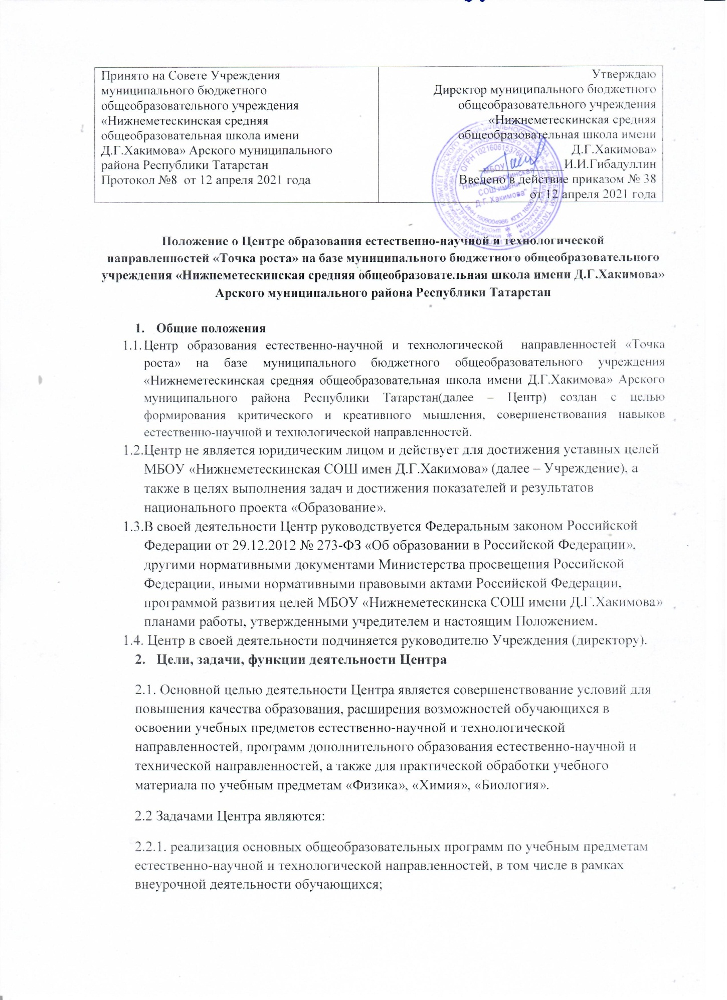 Принято на Совете Учреждения
муниципального бюджетного
общеобразовательного учреждения
«Нижнеметескинская средняя
общеобразовательная школа имени
Д.Г.Хакимова» Арского муниципального
района Республики Татарстан
Протокол №8 от 12 апреля 2021 года
Утверждаю
Директор муниципального бюджетного
общеобразовательного учреждения
«Нижнеметескинская средняя
общеобразовательная школа имени
Д.Г.Хакимова»
И.И.Гибадуллин
Введено в действие приказом № 38
от 12 апреля 2021 года
ОГРН 1021606153766
МБОУ
"Нижнеметескинская
СОШ имени
Д.Г. Хакимова"
ИНН 1609004966 КПП
Положение о Центре образования естественно-научной и технологической
направленностей «Точка роста» на базе муниципального бюджетного общеобразовательного
учреждения «Нижнеметескинская средняя общеобразовательная школа имени Д.Г.Хакимова»
Арского муниципального района Республики Татарстан
1. Общие положения
1.1. Центр образования естественно-научной и технологической направленностей «Точка
роста» на базе муниципального бюджетного общеобразовательного учреждения
«Нижнеметескинская средняя общеобразовательная школа имени Д.Г.Хакимова» Арского
муниципального района Республики Татарстан(далее – Центр) создан с целью
формирования критического и креативного мышления, совершенствования навыков
естественно-научной и технологической направленностей.
1.2.Центр не является юридическим лицом и действует для достижения уставных целей
МБОУ «Нижнеметескинская СОШ имен Д.Г.Хакимова» (далее – Учреждение), а
также в целях выполнения задач и достижения показателей и результатов
национального проекта «Образование».
1.3.В своей деятельности Центр руководствуется Федеральным законом Российской
Федерации от 29.12.2012 № 273-ФЗ «Об образовании в Российской Федерации»,
другими нормативными документами Министерства просвещения Российской
Федерации, иными нормативными правовыми актами Российской Федерации,
программой развития целей МБОУ «Нижнеметескинска СОШ имени Д.Г.Хакимова»
планами работы, утвержденными учредителем и настоящим Положением.
1.4. Центр в своей деятельности подчиняется руководителю Учреждения (директору).
2. Цели, задачи, функции деятельности Центра
2.1. Основной целью деятельности Центра является совершенствование условий для
повышения качества образования, расширения возможностей обучающихся в
освоении учебных предметов естественно-научной и технологической
направленностей, программ дополнительного образования естественно-научной и
технической направленностей, а также для практической обработки учебного
материала по учебным предметам «Физика», «Химия», «Биология».
2.2 Задачами Центра являются:
2.2.1. реализация основных общеобразовательных программ по учебным предметам
естественно-научной и технологической направленностей, в том числе в рамках
внеурочной деятельности обучающихся;